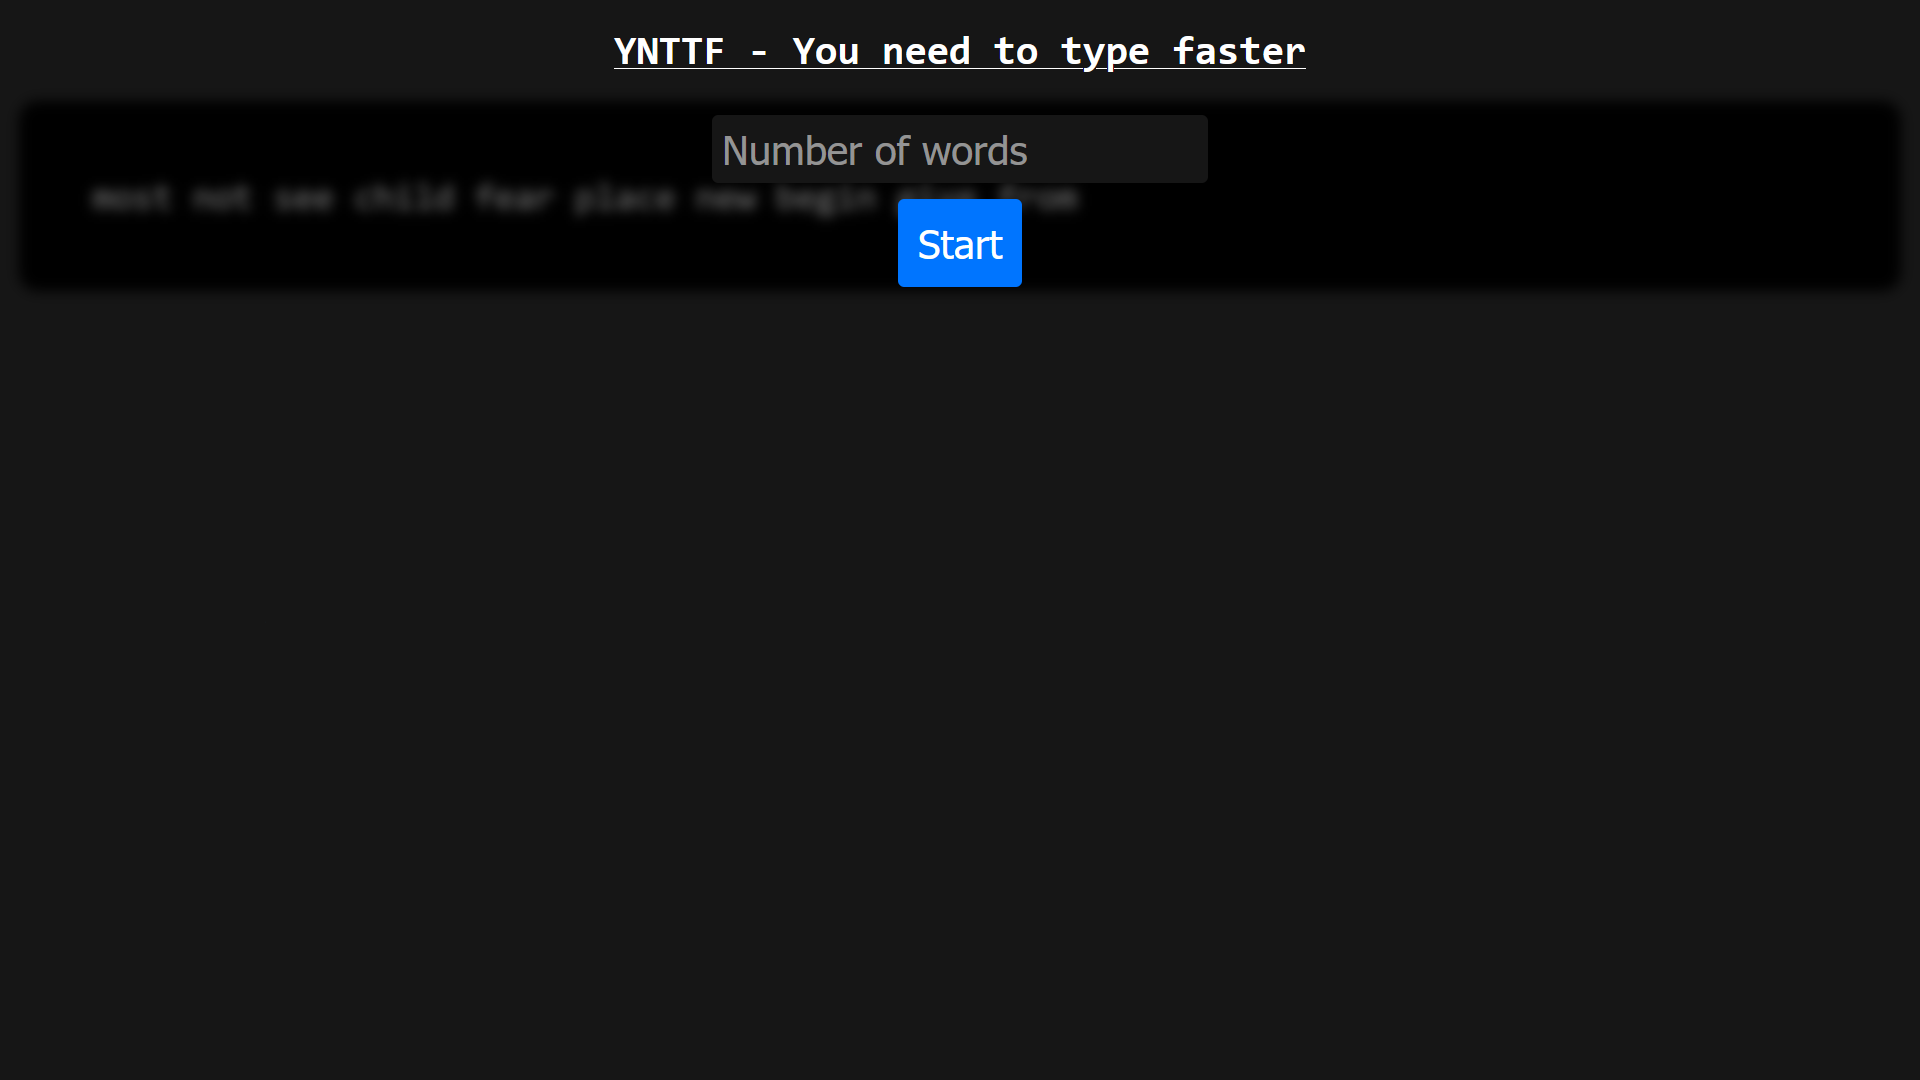 YNTTF - You need to type faster
Number of words
most not see child fear place new begin give from
Start